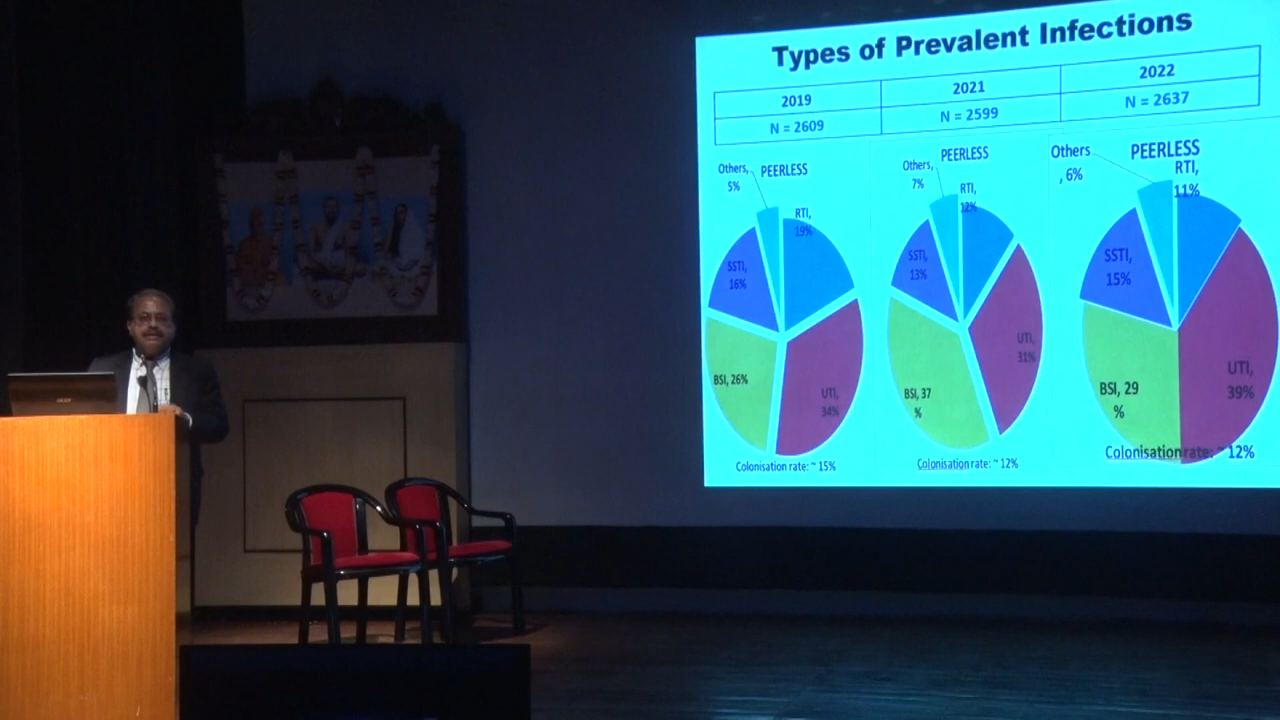 Types of Prevalent Infections
2019
2021
2022
N = 2609
N = 2599
N = 2637
PEERLESS
Others,
5%
RTI,
19%
SSTI,
16%
BSI, 26%
UTI,
34%
Colonisation rate: ~ 15%
PEERLESS
Others,
7%
RTI,
12%
SSTI,
13%
BSI, 37
%
UTI,
31%
Colonisation rate: ~ 12%
PEERLESS
Others
, 6%
RTI,
11%
SSTI,
15%
BSI, 29
%
UTI,
39%
Colonisation rate: ~ 12%
acer